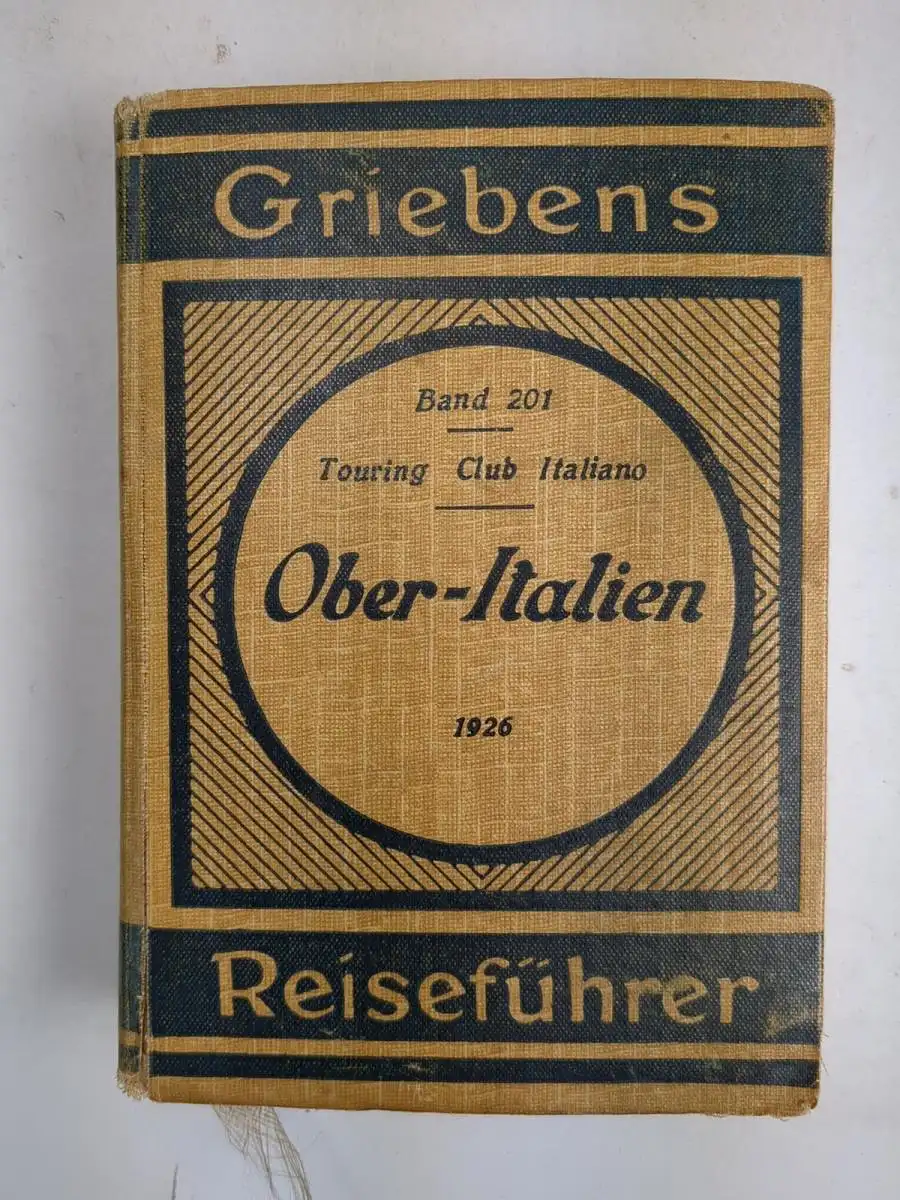 Griebens
Band 201
Touring Club Italiano
Ober-Italien
1926
Reiseführer